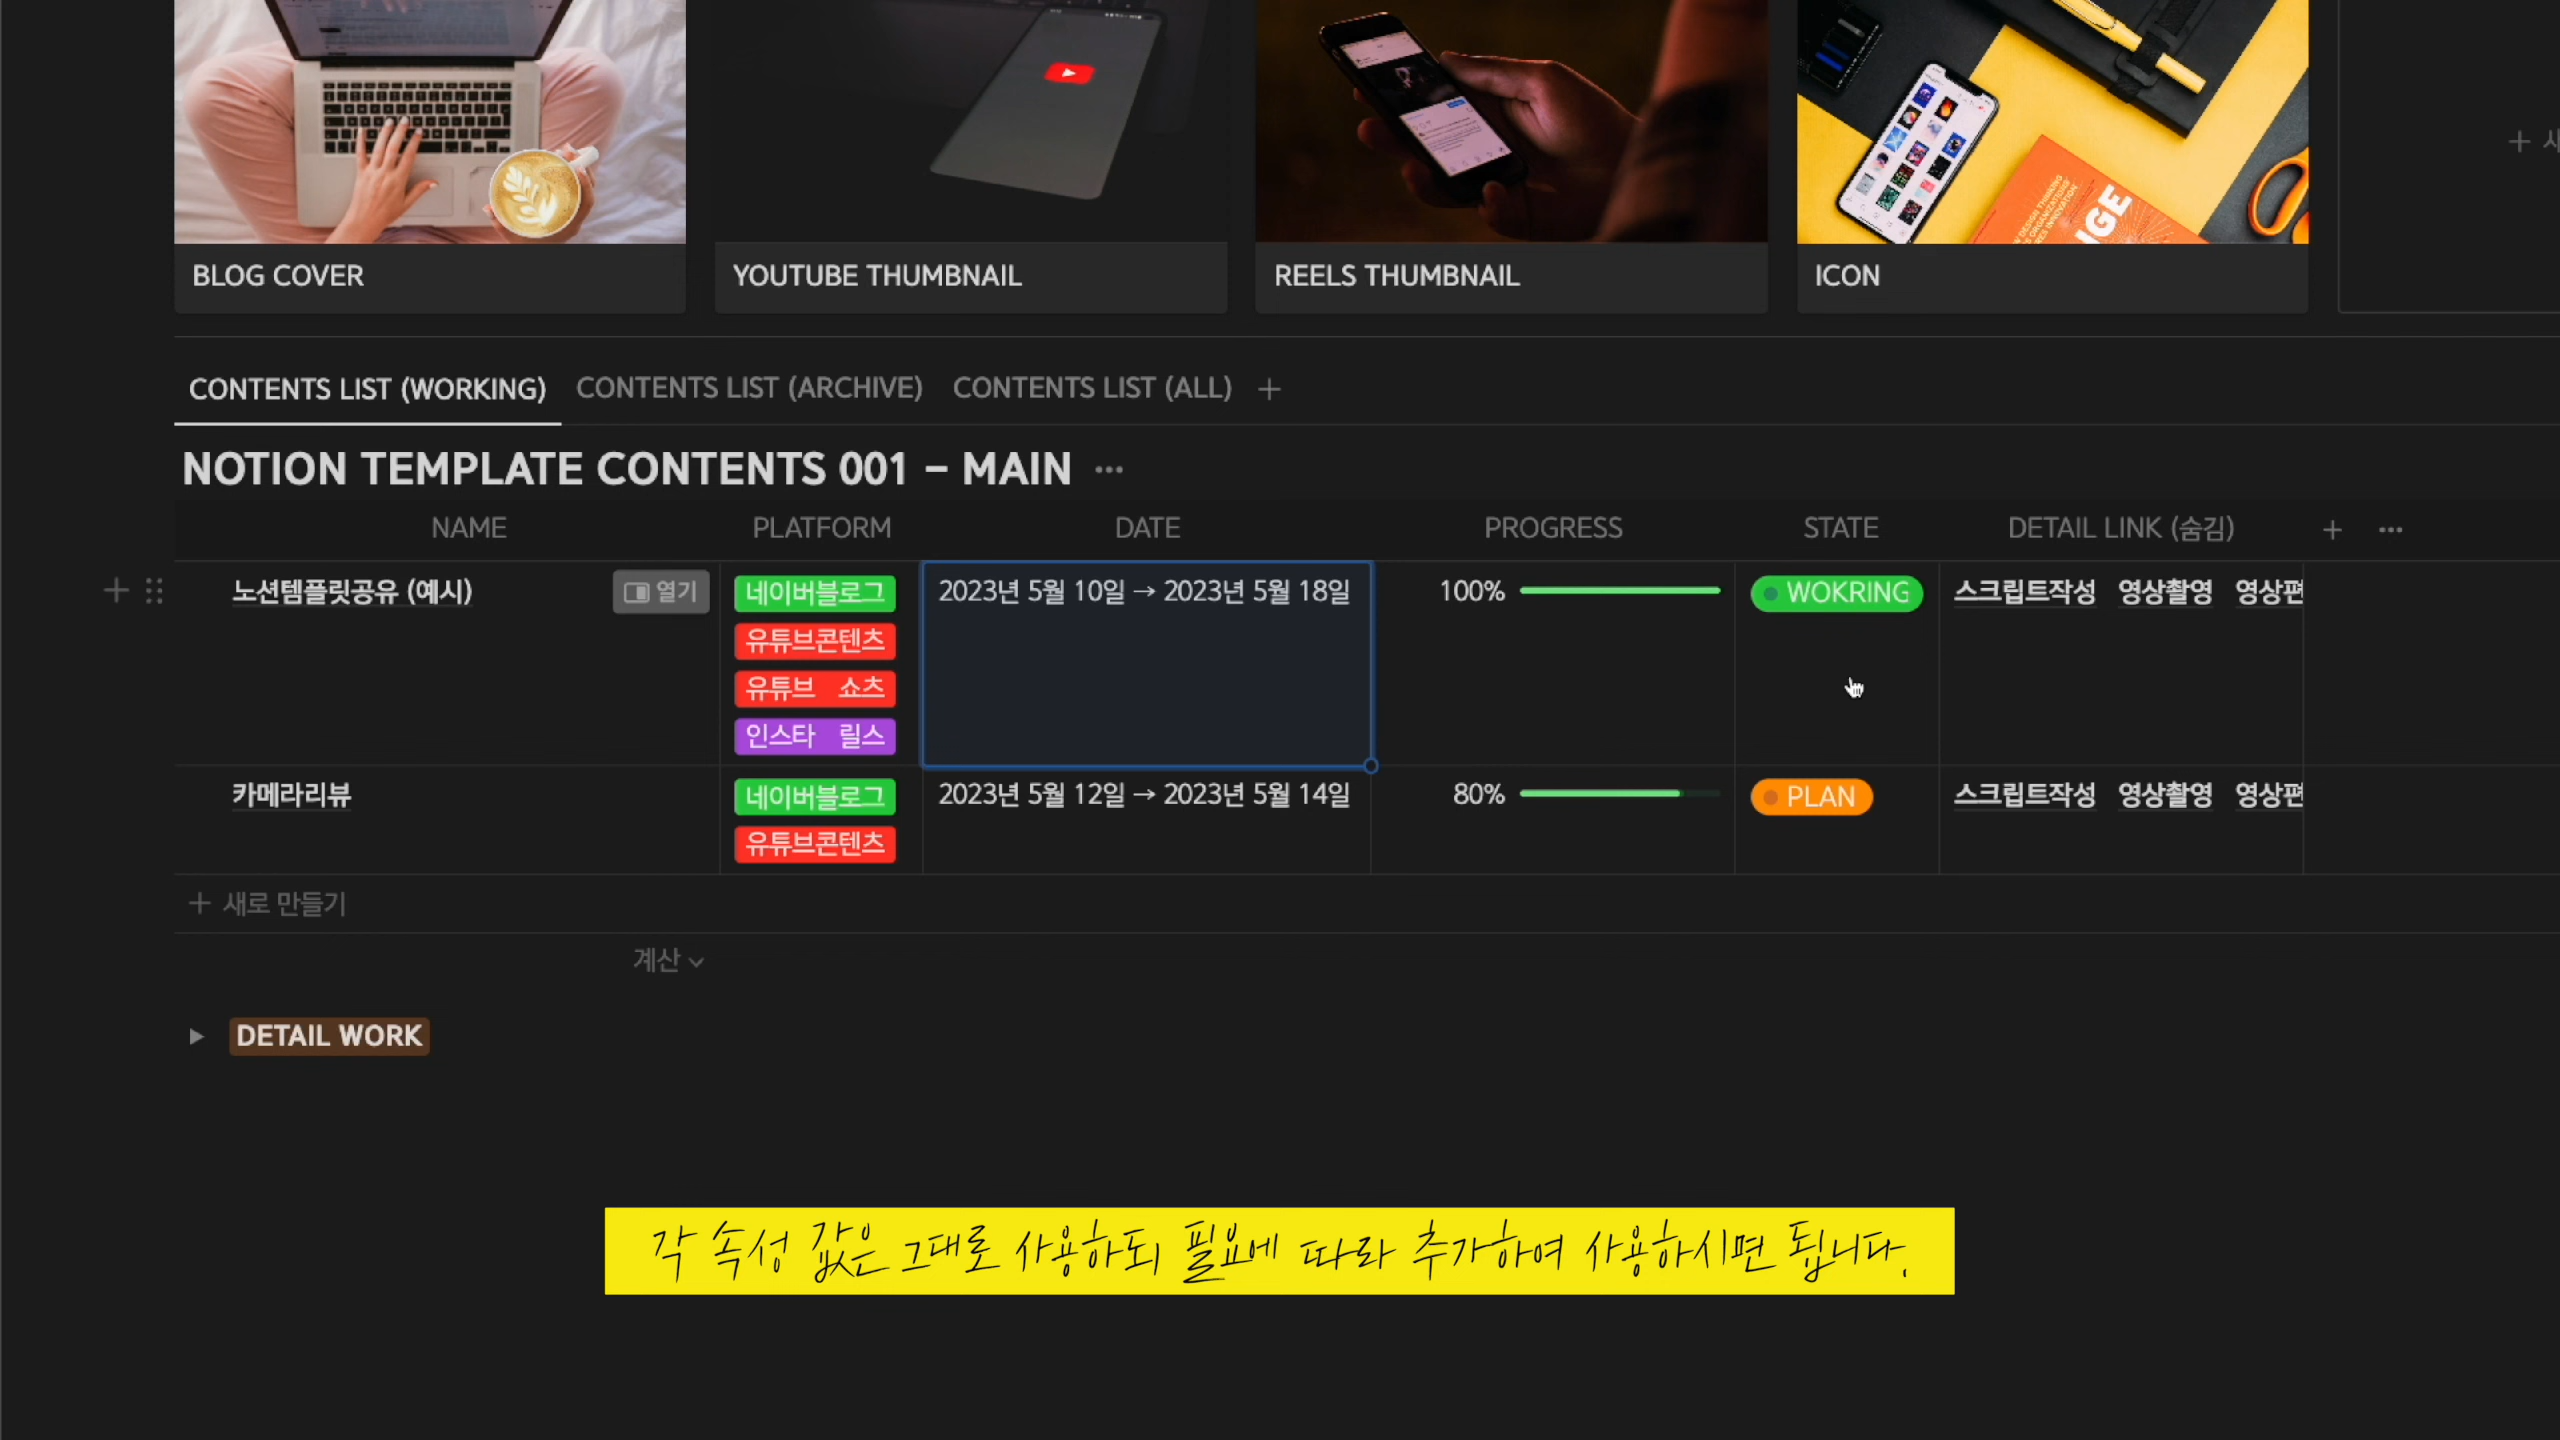 BLOG COVER
YOUTUBE THUMBNAIL
REELS THUMBNAIL
ICON
IGE
CONTENTS LIST (WORKING)
CONTENTS LIST (ARCHIVE)
CONTENTS LIST (ALL)
NOTION TEMPLATE CONTENTS 001 – MAIN
NAME PLATFORM DATE PROGRESS STATE DETAIL LINK (숨김)
노션템플릿공유 (예시) 열기 네이버블로그 2023년 5월 10일 → 2023년 5월 18일 100% WOKRING 스크립트작성 영상촬영 영상편
유튜브콘텐츠
유튜브 쇼츠
인스타 릴스
카메라리뷰 네이버블로그 2023년 5월 12일 → 2023년 5월 14일 80% PLAN 스크립트작성 영상촬영 영상편
유튜브콘텐츠
+ 새로 만들기
계산
DETAIL WORK
각 속성 값은 그대로 사용하되 필요에 따라 추가하여 사용하시면 됩니다.